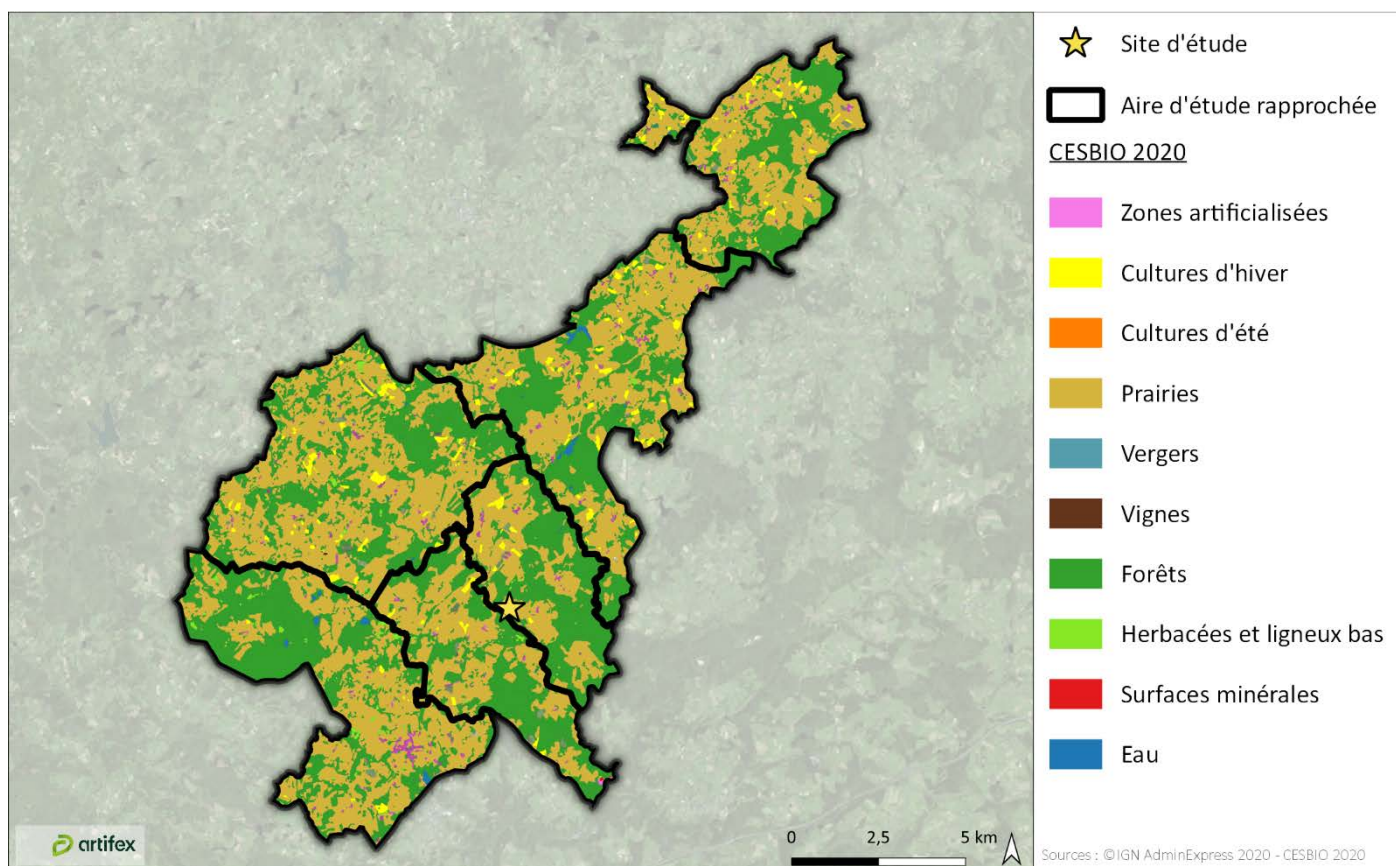 Site d'étude
Aire d'étude rapprochée
CESBIO 2020
Zones artificialisées
Cultures d'hiver
Cultures d'été
Prairies
Vergers
Vignes
Forêts
Herbacées et ligneux bas
Surfaces minérales
Eau
artifex
0 2,5 5 km
Sources : ©IGN AdminExpress 2020 - CESBIO 2020